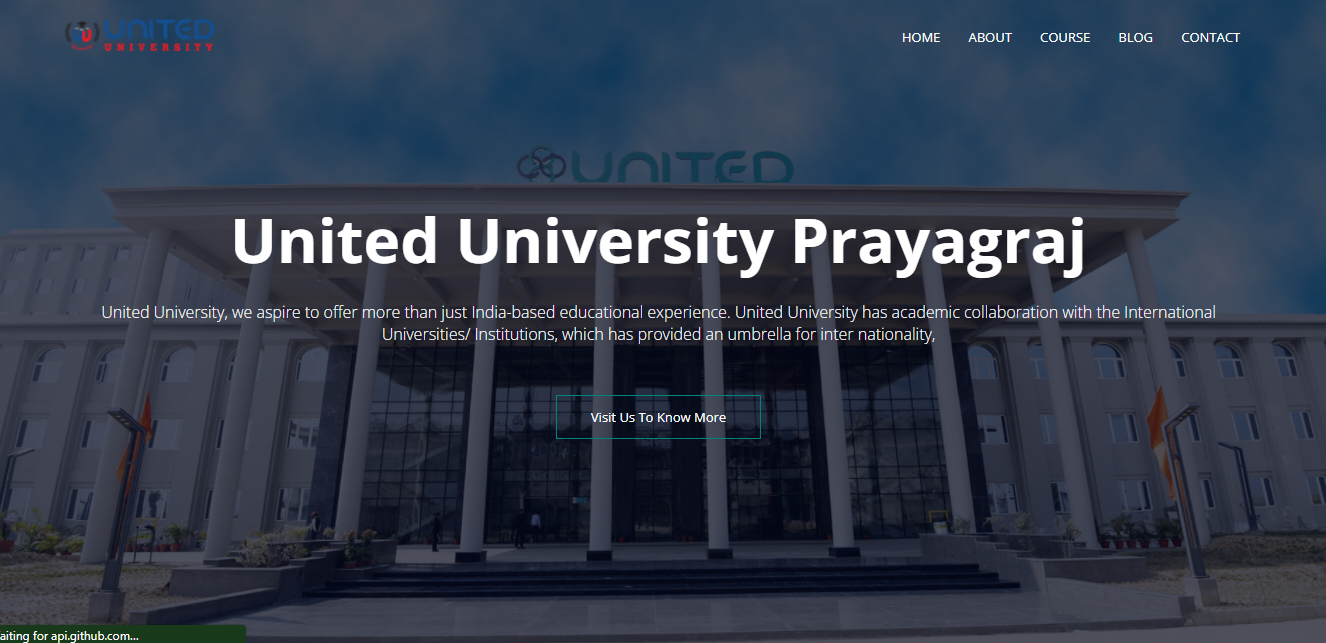 UNITED
UNIVERSITY
HOME ABOUT COURSE BLOG CONTACT
UNITED
United University Prayagraj
United University, we aspire to offer more than just India-based educational experience. United University has academic collaboration with the International
Universities/ Institutions, which has provided an umbrella for inter nationality,
Visit Us To Know More
aiting for api.github.com...